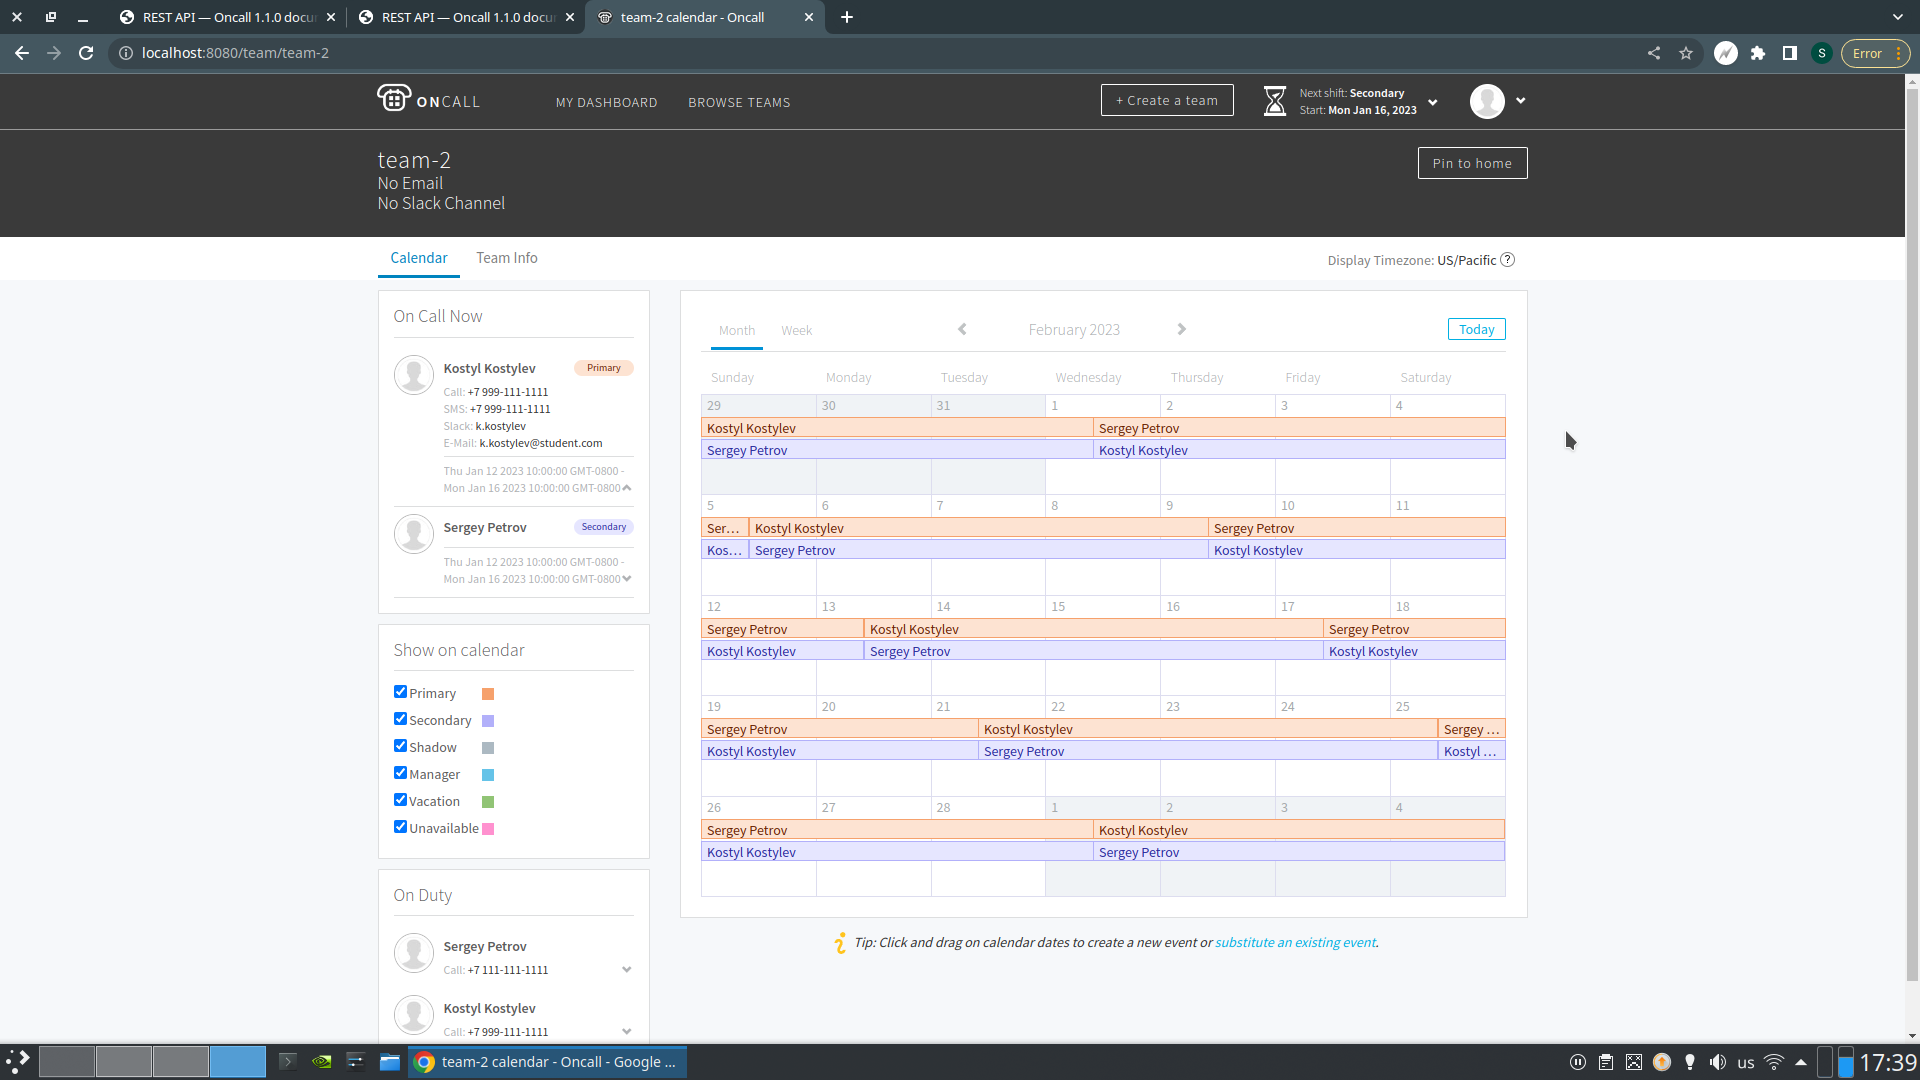 REST API — Oncall 1.1.0 docu
REST API — Oncall 1.1.0 docu
team-2 calendar - Oncall
localhost:8080/team/team-2
S
Error
ONCALL
MY DASHBOARD
BROWSE TEAMS
+ Create a team
Next shift: Secondary
Start: Mon Jan 16, 2023
team-2
No Email
No Slack Channel
Pin to home
Calendar
Team Info
Display Timezone: US/Pacific ?
On Call Now
Kostyl Kostylev
Primary
Call: +7 999-111-1111
SMS: +7 999-111-1111
Slack: k.kostylev
E-Mail: k.kostylev@student.com
Thu Jan 12 2023 10:00:00 GMT-0800 -
Mon Jan 16 2023 10:00:00 GMT-0800
Sergey Petrov
Secondary
Thu Jan 12 2023 10:00:00 GMT-0800 -
Mon Jan 16 2023 10:00:00 GMT-0800
Show on calendar
Primary
Secondary
Shadow
Manager
Vacation
Unavailable
On Duty
Sergey Petrov
Call: +7 111-111-1111
Kostyl Kostylev
Call: +7 999-111-1111
Month
Week
February 2023
Today
Sunday Monday Tuesday Wednesday Thursday Friday Saturday
29 30 31 1 2 3 4
Kostyl Kostylev Sergey Petrov
Sergey Petrov Kostyl Kostylev
5 6 7 8 9 10 11
Ser... Kostyl Kostylev Sergey Petrov
Kos... Sergey Petrov Kostyl Kostylev
12 13 14 15 16 17 18
Sergey Petrov Kostyl Kostylev Sergey Petrov
Kostyl Kostylev Sergey Petrov Kostyl Kostylev
19 20 21 22 23 24 25
Sergey Petrov Kostyl Kostylev Sergey ...
Kostyl Kostylev Sergey Petrov Kostyl ...
26 27 28 1 2 3 4
Sergey Petrov Kostyl Kostylev
Kostyl Kostylev Sergey Petrov
Tip: Click and drag on calendar dates to create a new event or substitute an existing event.
team-2 calendar - Oncall - Google ...
us
17:39